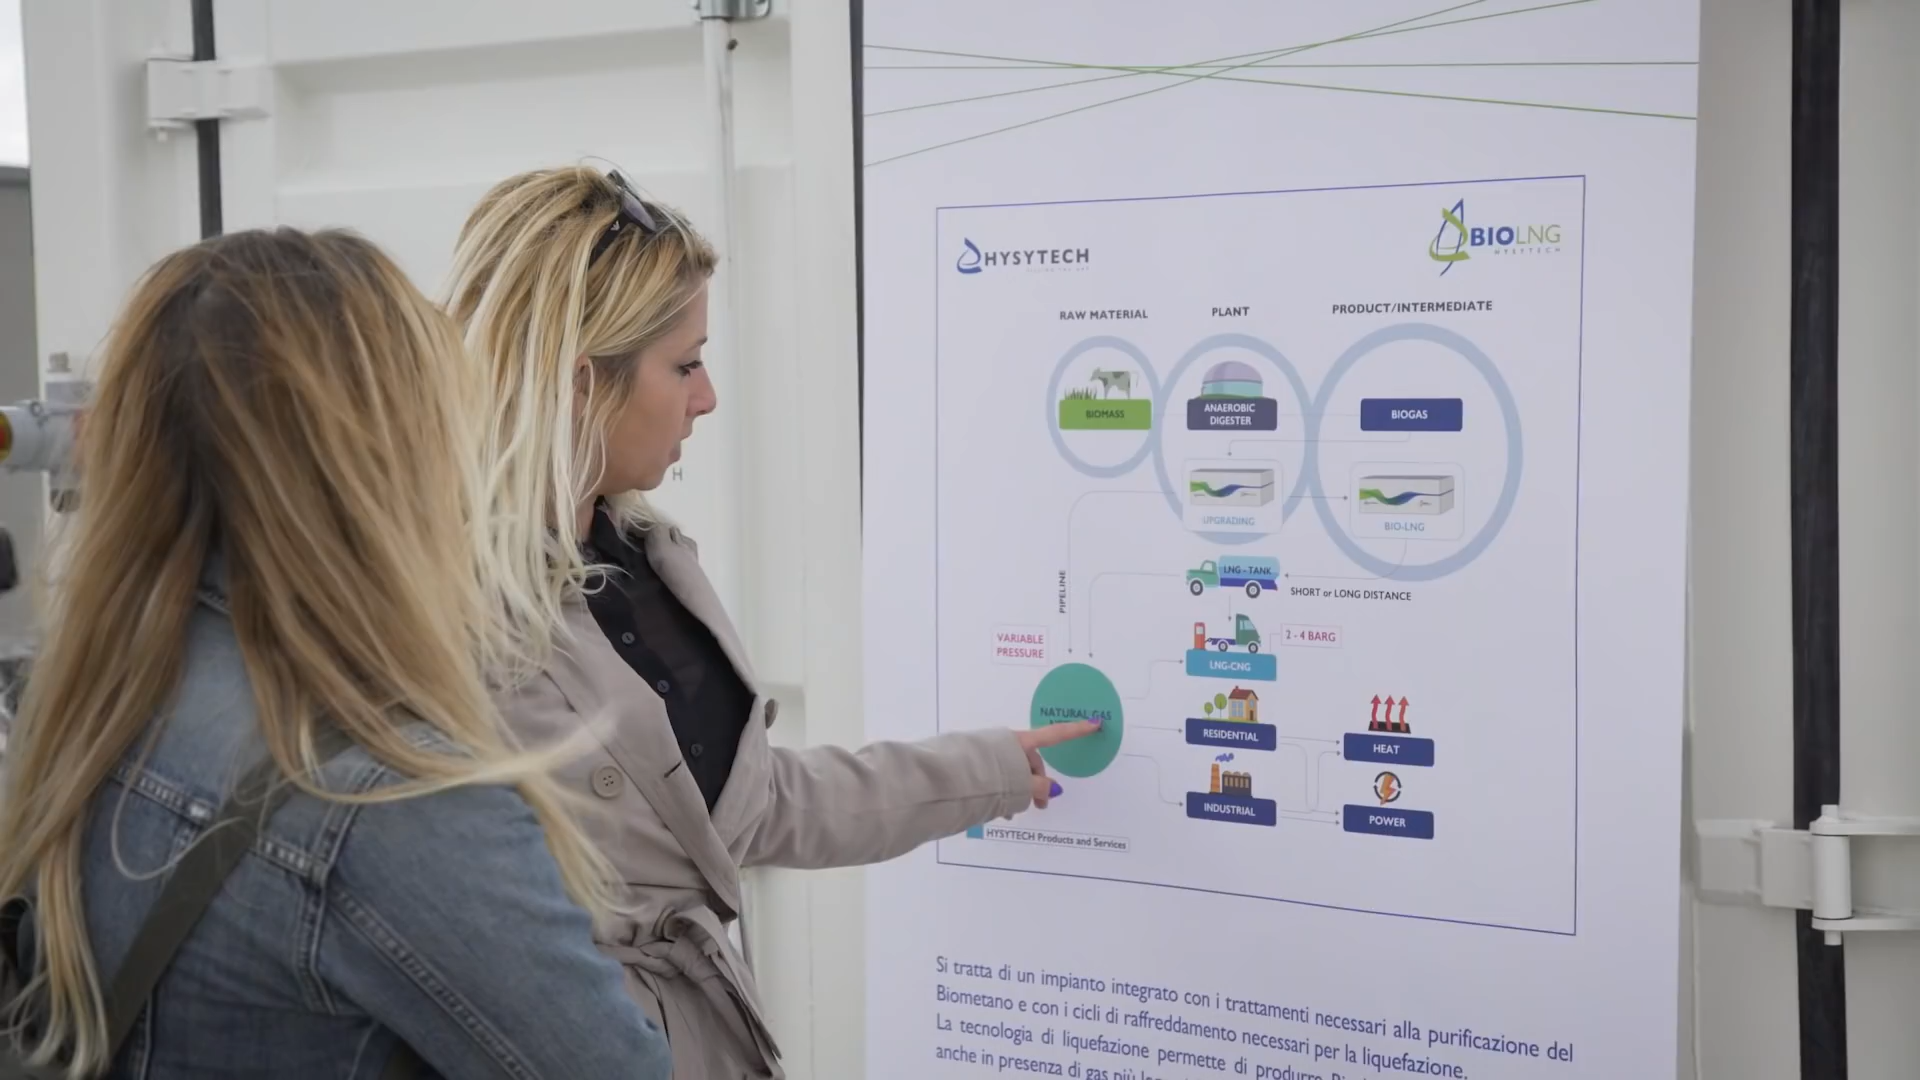 HYSYTECH
BIOLNG
HYSYTECH
RAW MATERIAL
PLANT
PRODUCT/INTERMEDIATE
BIOMASS
ANAEROBIC
DIGESTER
BIOGAS
UPGRADING
BIO-LNG
PIPELINE
LNG - TANK
SHORT or LONG DISTANCE
VARIABLE
PRESSURE
2 - 4 BARG
LNG-CNG
NATURAL GAS
RESIDENTIAL
HEAT
INDUSTRIAL
POWER
HYSYTECH Products and Services
H
Si tratta di un impianto integrato con i trattamenti necessari alla purificazione del
Biometano e con i cicli di raffreddamento necessari per la liquefazione.
La tecnologia di liquefazione permette di produrre
anche in presenza di gas più